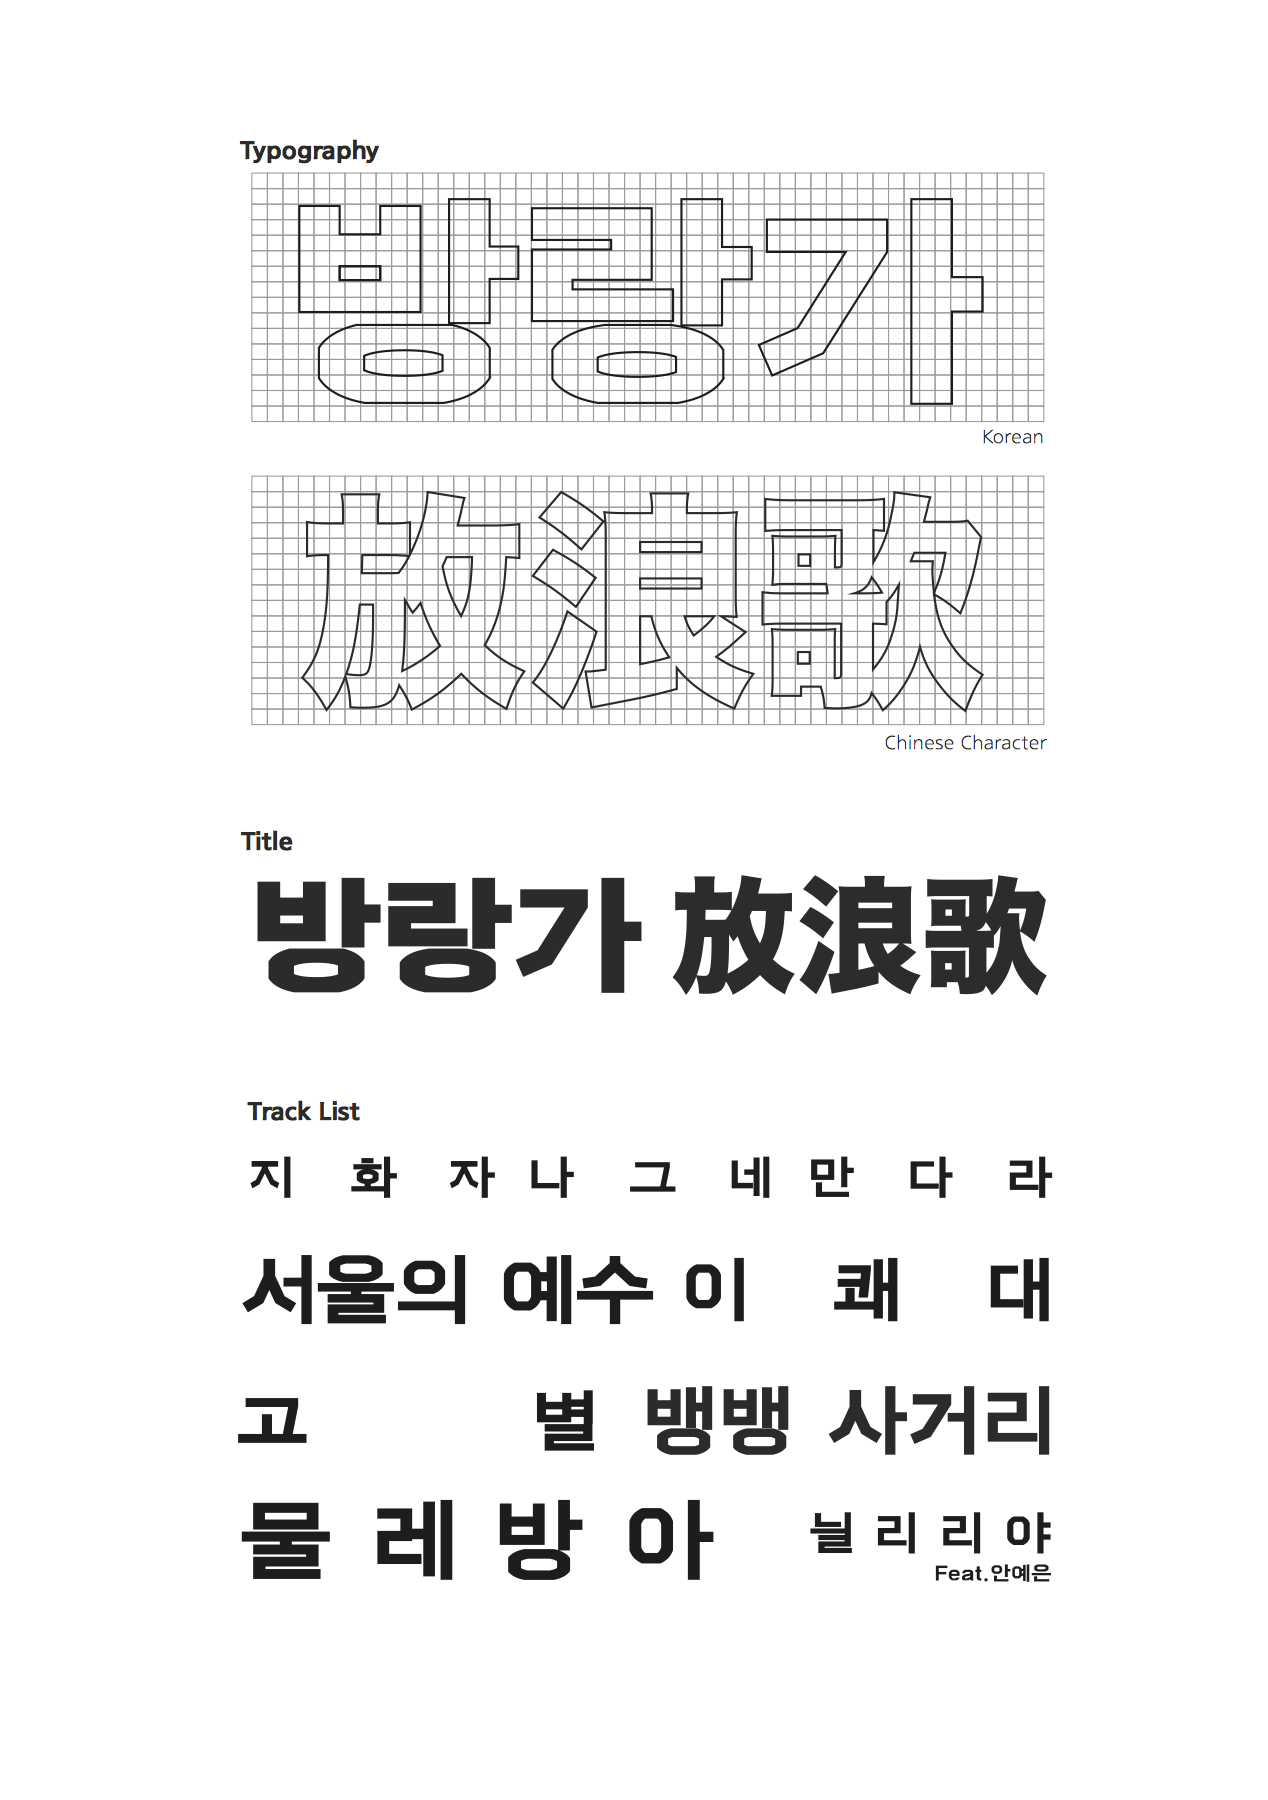 Typography
방랑가
Korean
放浪歌
Chinese Character
Title
방랑가 放浪歌
Track List
지 화 자 나 그 네 만 다 라
서울의 예수 이 쾌 대
고 별 뱅뱅 사거리
물 레 방 아 늴 리 리 야
Feat.안예은